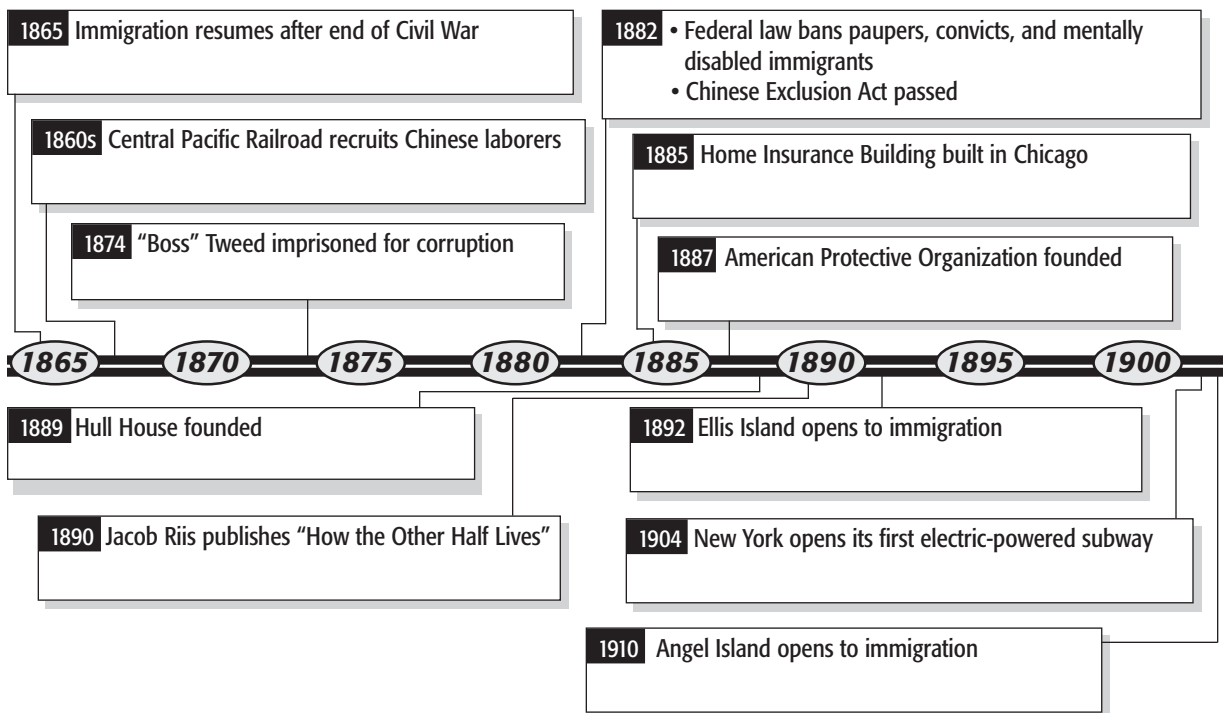 1865 Immigration resumes after end of Civil War
1860s Central Pacific Railroad recruits Chinese laborers
1874 “Boss” Tweed imprisoned for corruption
1882 • Federal law bans paupers, convicts, and mentally
disabled immigrants
• Chinese Exclusion Act passed
1885 Home Insurance Building built in Chicago
1887 American Protective Organization founded
1865 1870 1875 1880 1885 1890 1895 1900
1889 Hull House founded
1890 Jacob Riis publishes “How the Other Half Lives”
1892 Ellis Island opens to immigration
1904 New York opens its first electric-powered subway
1910 Angel Island opens to immigration